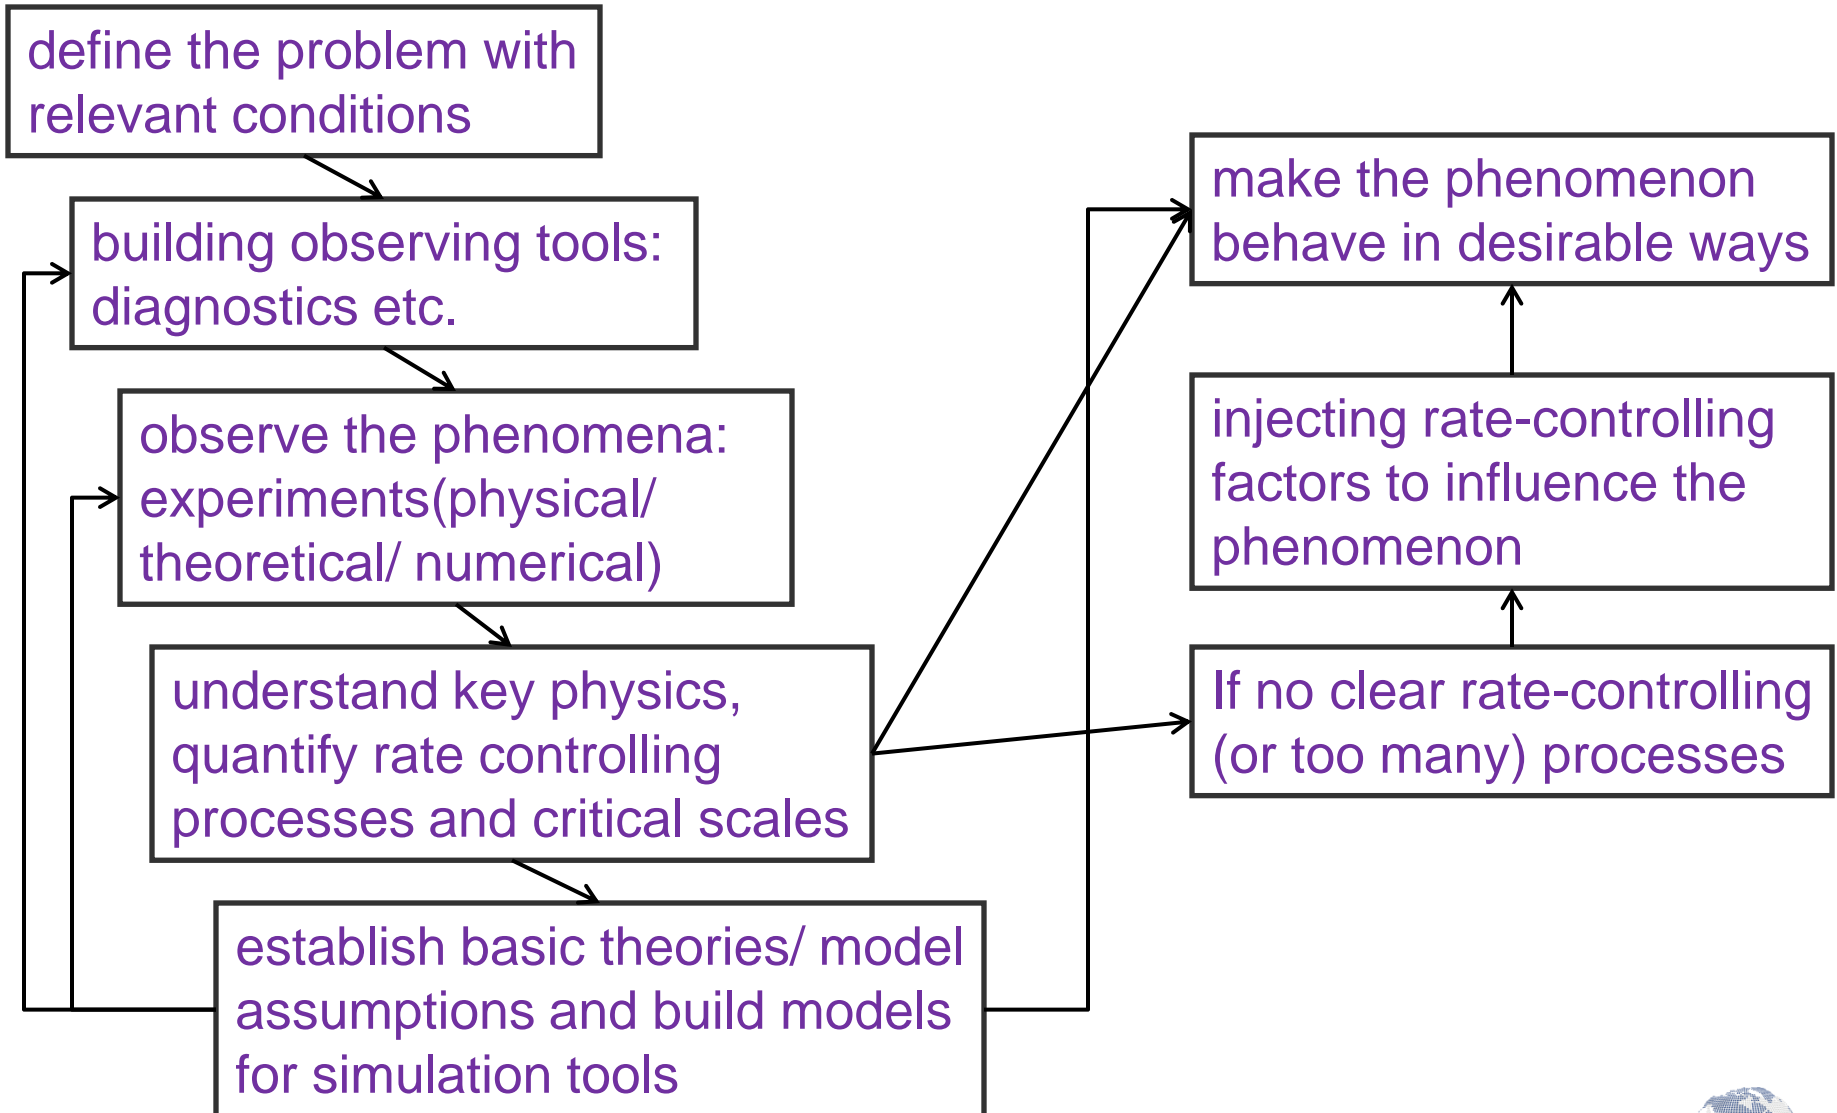 define the problem with
relevant conditions
building observing tools:
diagnostics etc.
observe the phenomena:
experiments(physical/
theoretical/ numerical)
understand key physics,
quantify rate controlling
processes and critical scales
establish basic theories/ model
assumptions and build models
for simulation tools
make the phenomenon
behave in desirable ways
injecting rate-controlling
factors to influence the
phenomenon
If no clear rate-controlling
(or too many) processes